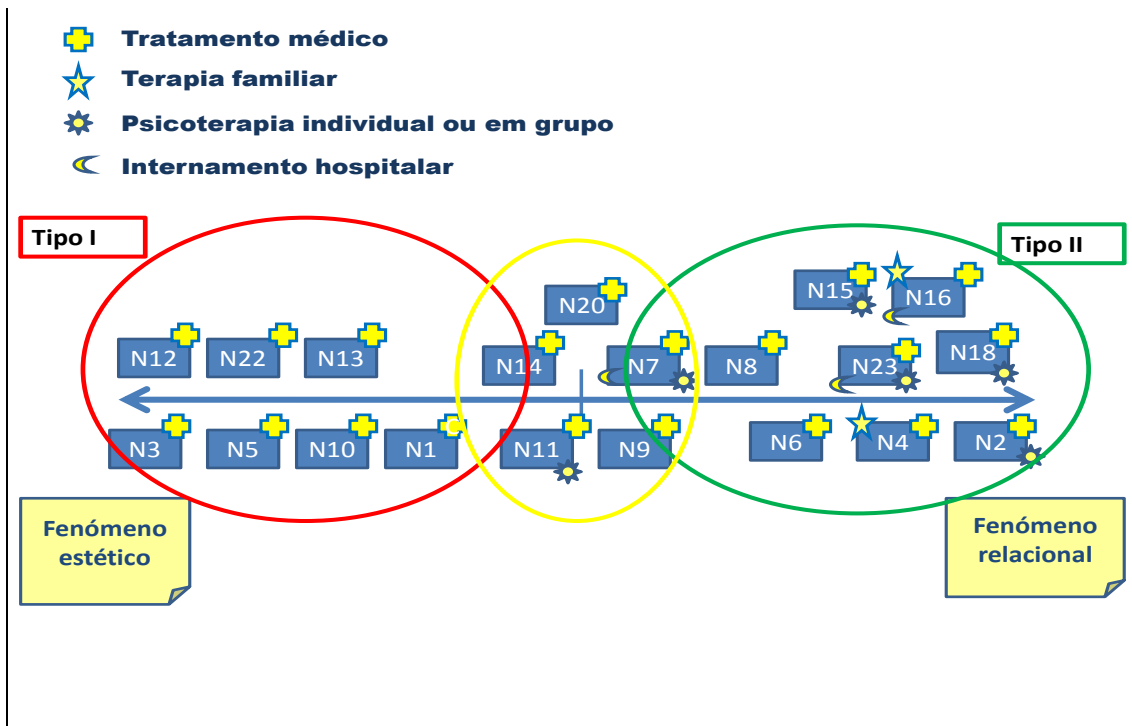 Tratamento médico
Terapia familiar
Psicoterapia individual ou em grupo
Internamento hospitalar
Tipo I
Tipo II
N15
N16
N20
N12
N22
N13
N14
N7
N8
N23
N18
N3
N5
N10
N1
N11
N9
N6
N4
N2
Fenómeno
estético
Fenómeno
relacional